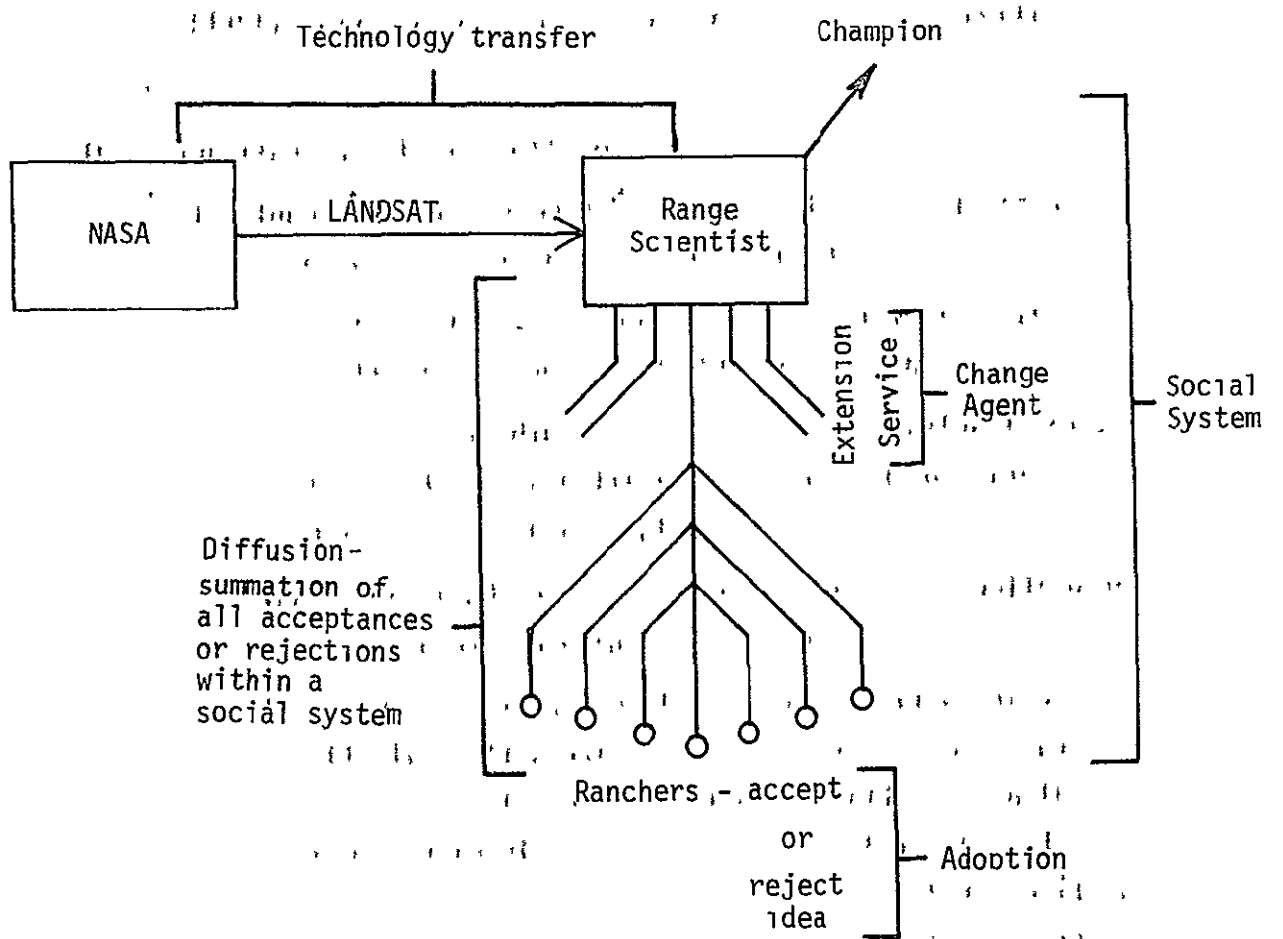 Technology transfer
Champion
NASA
LANDSAT
Range
Scientist
Extension
Service
Change
Agent
Social
System
Diffusion-
summation of
all acceptances
or rejections
within a
social system
Ranchers - accept
or
reject
idea
Adoption